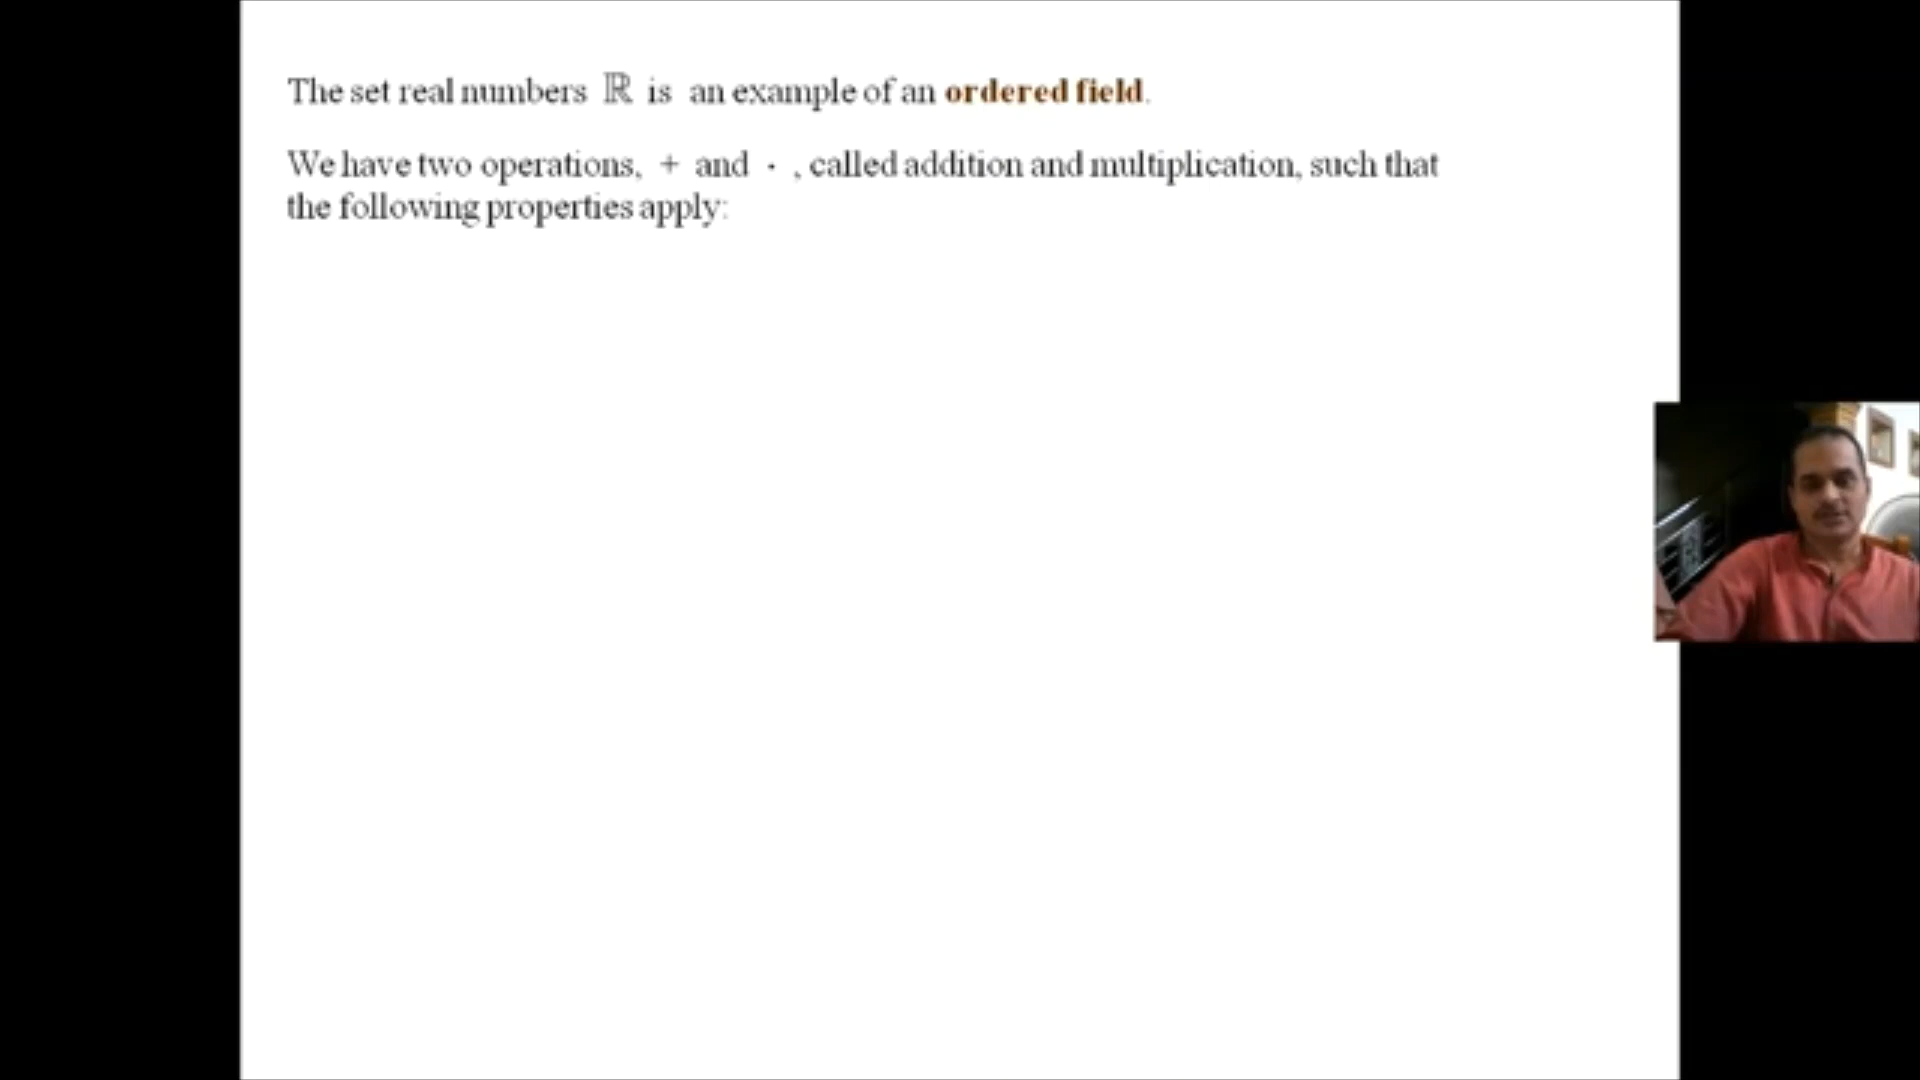 The set real numbers ℝ is an example of an ordered field.
We have two operations, + and · , called addition and multiplication, such that
the following properties apply: